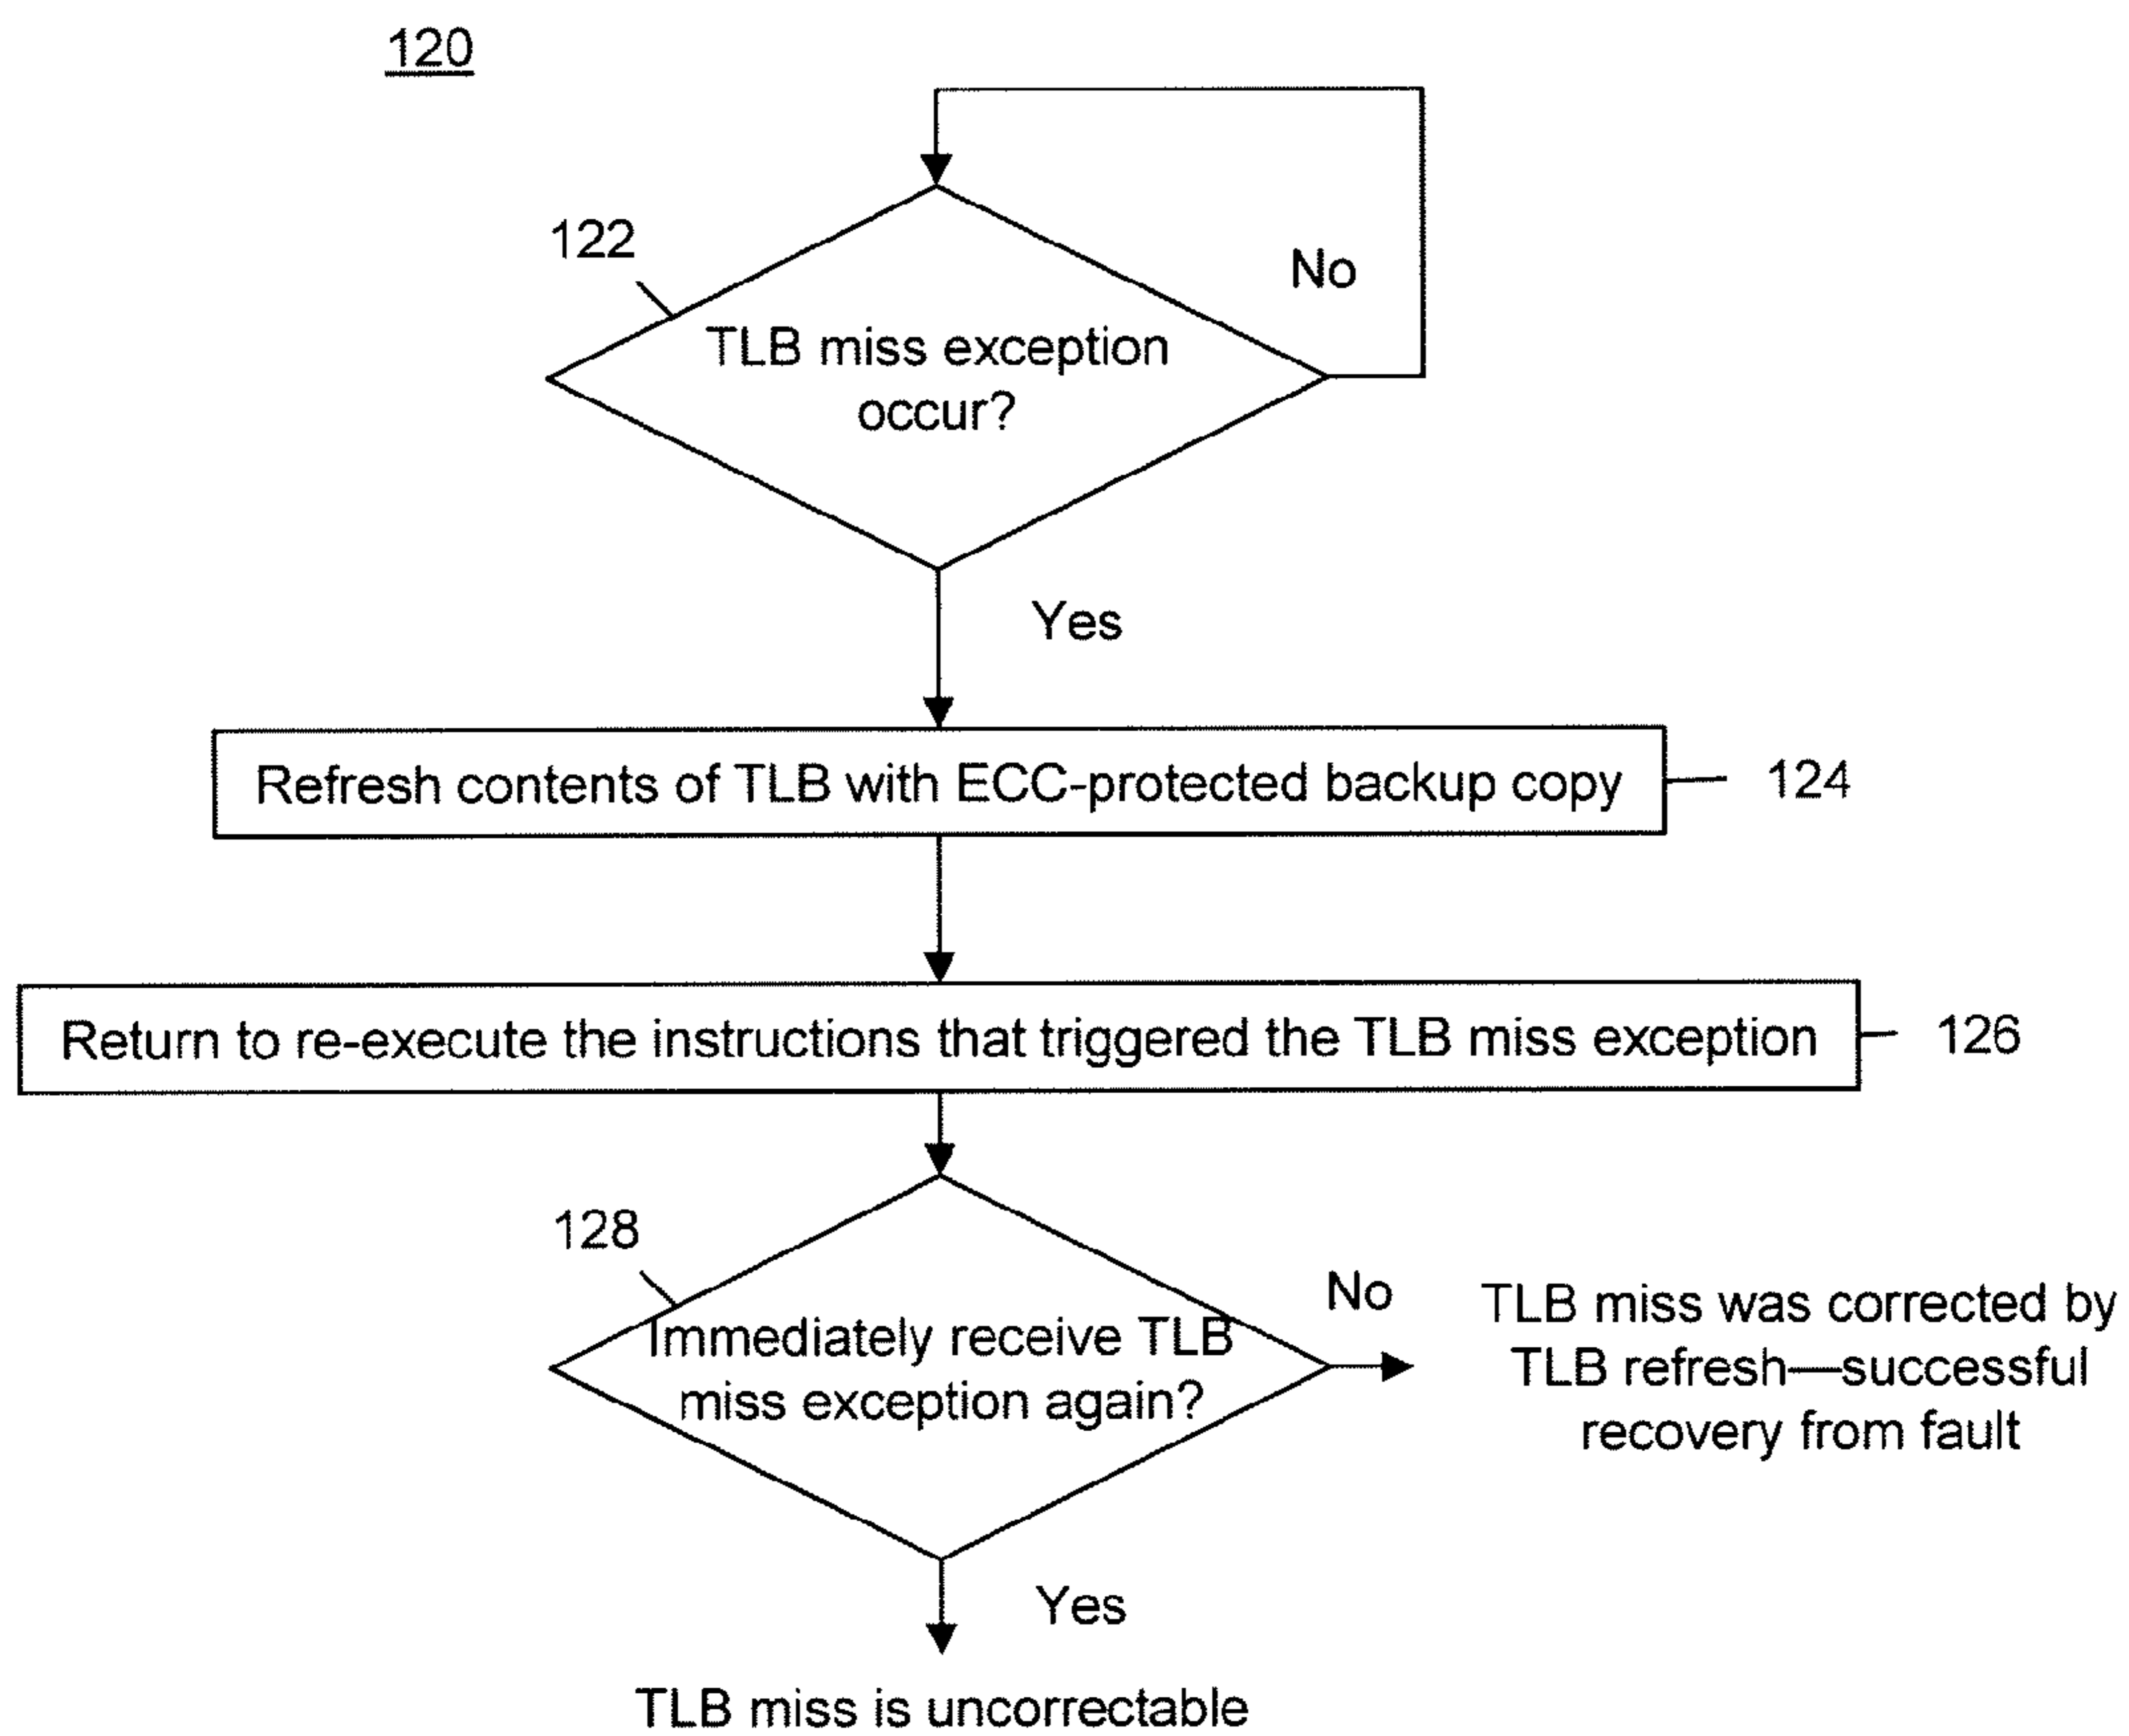 120
122
No
TLB miss exception
occur?
Yes
Refresh contents of TLB with ECC-protected backup copy
124
Return to re-execute the instructions that triggered the TLB miss exception
126
128
No
Immediately receive TLB
miss exception again?
TLB miss was corrected by
TLB refresh—successful
recovery from fault
Yes
TLB miss is uncorrectable